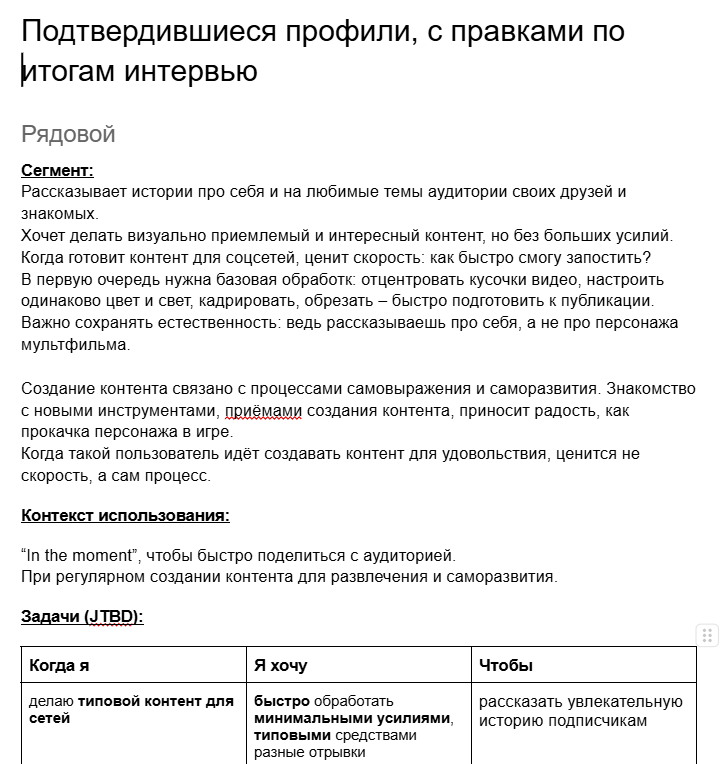 Подтвердившиеся профили, с правками по
итогам интервью
Рядовой
Сегмент:
Рассказывает истории про себя и на любимые темы аудитории своих друзей и
знакомых.
Хочет делать визуально приемлемый и интересный контент, но без больших усилий.
Когда готовит контент для соцсетей, ценит скорость: как быстро смогу запостить?
В первую очередь нужна базовая обработк: отцентровать кусочки видео, настроить
одинаково цвет и свет, кадрировать, обрезать – быстро подготовить к публикации.
Важно сохранять естественность: ведь рассказываешь про себя, а не про персонажа
мультфильма.
Создание контента связано с процессами самовыражения и саморазвития. Знакомство
с новыми инструментами, приёмами создания контента, приносит радость, как
прокачка персонажа в игре.
Когда такой пользователь идёт создавать контент для удовольствия, ценится не
скорость, а сам процесс.
Контекст использования:
“In the moment”, чтобы быстро поделиться с аудиторией.
При регулярном создании контента для развлечения и саморазвития.
Задачи (JTBD):
Когда я
Я хочу
Чтобы
делаю типовой контент для
сетей
быстро обработать
минимальными усилиями,
типовыми средствами
разные отрывки
рассказать увлекательную
историю подписчикам